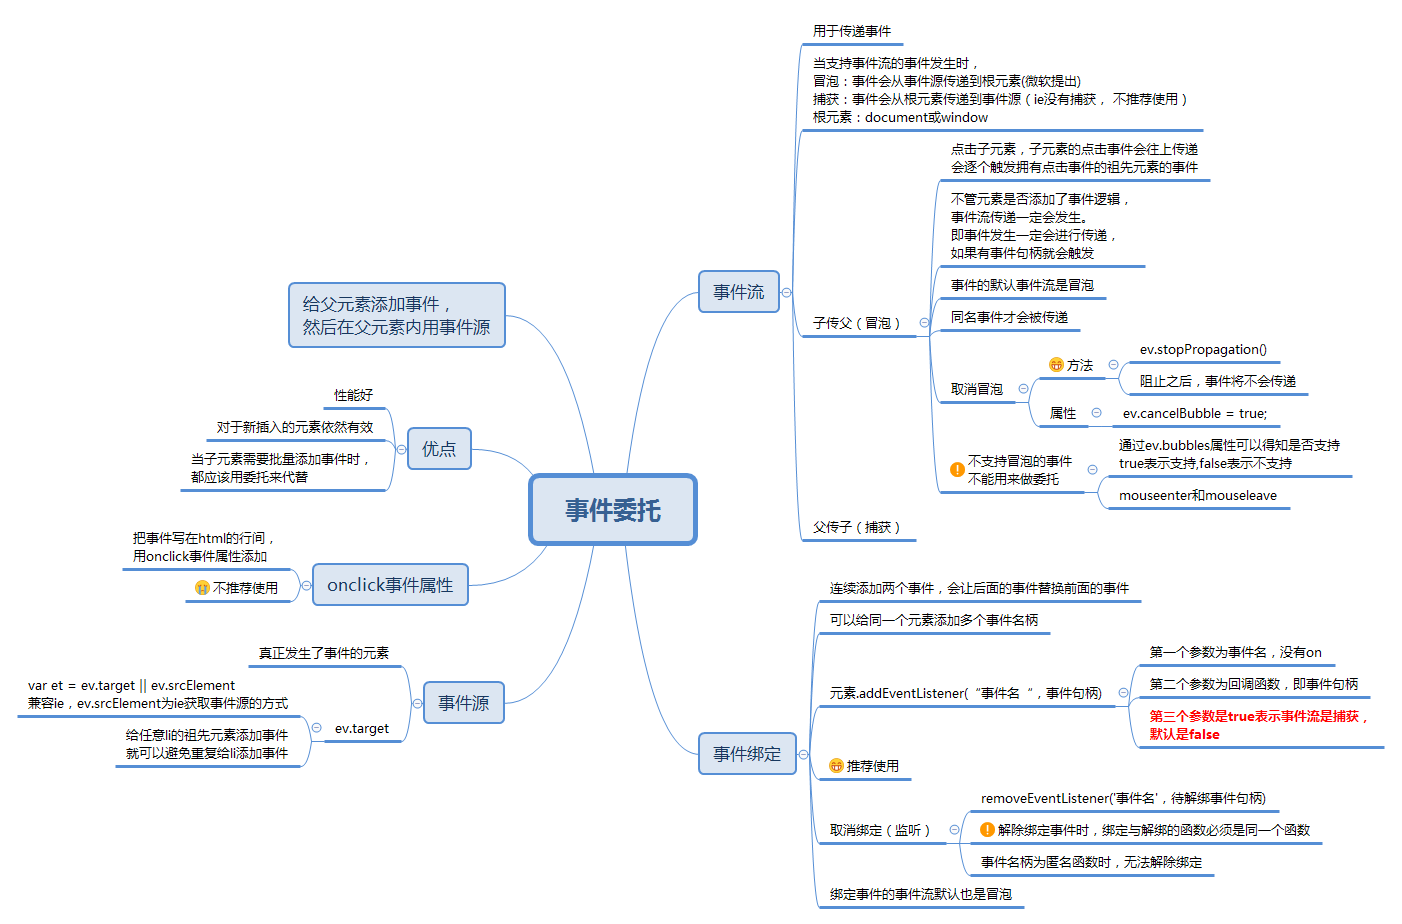 事件委托
给父元素添加事件，
然后在父元素内用事件源
优点
性能好
对于新插入的元素依然有效
当子元素需要批量添加事件时，
都应该用委托来代替
onclick事件属性
把事件写在html的行间，
用onclick事件属性添加
不推荐使用
事件源
真正发生了事件的元素
ev.target
var et = ev.target || ev.srcElement
兼容ie，ev.srcElement为ie获取事件源的方式
给任意li的祖先元素添加事件
就可以避免重复给li添加事件
事件流
用于传递事件
当支持事件流的事件发生时，
冒泡：事件会从事件源传递到根元素(微软提出)
捕获：事件会从根元素传递到事件源（ie没有捕获， 不推荐使用）
根元素：document或window
子传父（冒泡）
点击子元素，子元素的点击事件会往上传递
会逐个触发拥有点击事件的祖先元素的事件
不管元素是否添加了事件逻辑，
事件流传递一定会发生。
即事件发生一定会进行传递，
如果有事件句柄就会触发
事件的默认事件流是冒泡
同名事件才会被传递
取消冒泡
方法
ev.stopPropagation()
阻止之后，事件将不会传递
属性
ev.cancelBubble = true;
不支持冒泡的事件
不能用来做委托
通过ev.bubbles属性可以得知是否支持
true表示支持,false表示不支持
mouseenter和mouseleave
父传子（捕获）
事件绑定
连续添加两个事件，会让后面的事件替换前面的事件
可以给同一个元素添加多个事件名柄
元素.addEventListener(“事件名“，事件句柄)
第一个参数为事件名，没有on
第二个参数为回调函数，即事件句柄
第三个参数是true表示事件流是捕获，
默认是false
推荐使用
取消绑定（监听）
removeEventListener('事件名'，待解绑事件句柄)
解除绑定事件时，绑定与解绑的函数必须是同一个函数
事件名柄为匿名函数时，无法解除绑定
绑定事件的事件流默认也是冒泡